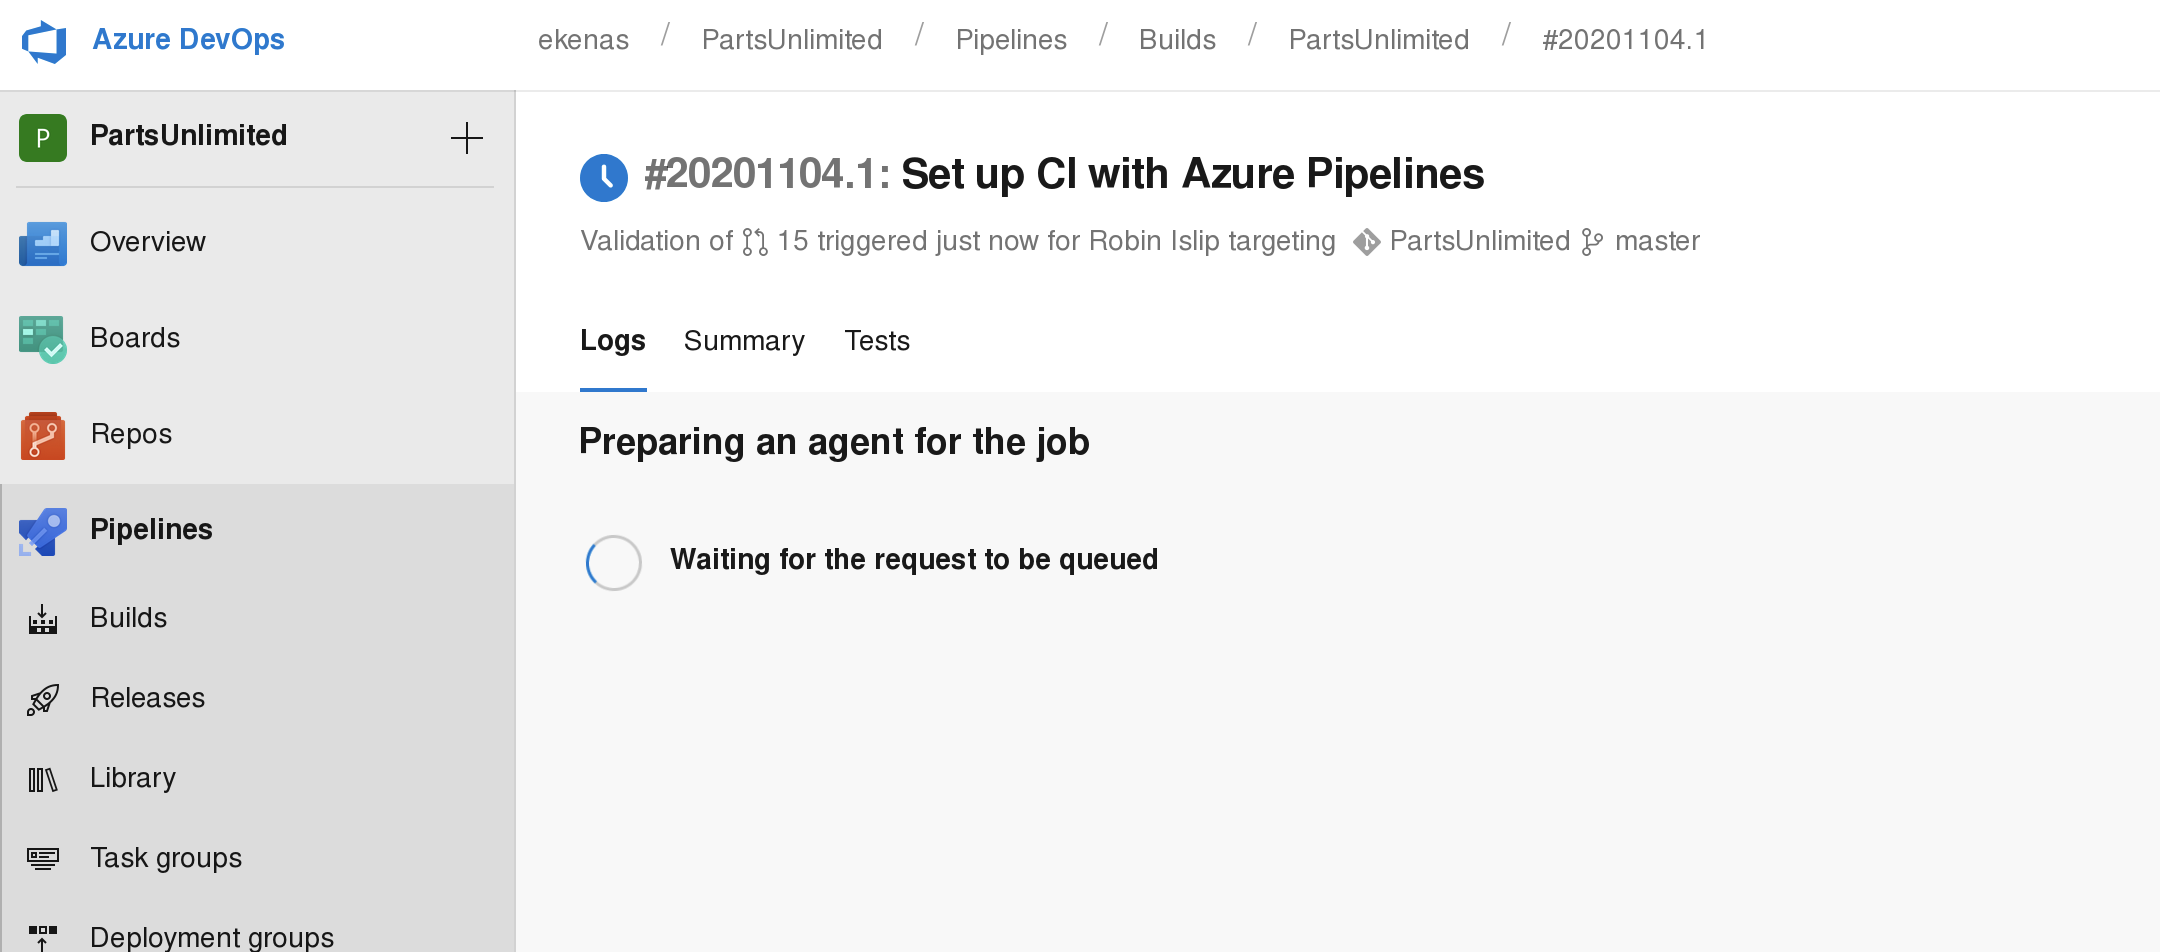 Azure DevOps
ekenas / PartsUnlimited / Pipelines / Builds / PartsUnlimited / #20201104.1
P PartsUnlimited
Overview
Boards
Repos
Pipelines
Builds
Releases
Library
Task groups
Deployment groups
#20201104.1: Set up CI with Azure Pipelines
Validation of 15 triggered just now for Robin Islip targeting PartsUnlimited master
Logs Summary Tests
Preparing an agent for the job
Waiting for the request to be queued